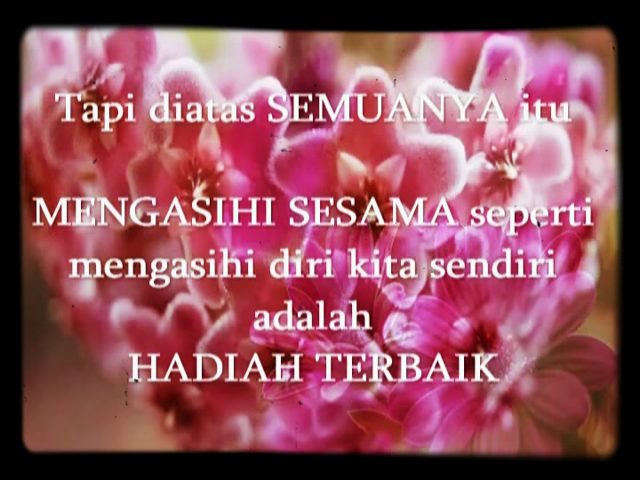 Tapi diatas SEMUANYA itu
MENGASIHI SESAMA seperti
mengasihi diri kita sendiri
adalah
HADIAH TERBAIK